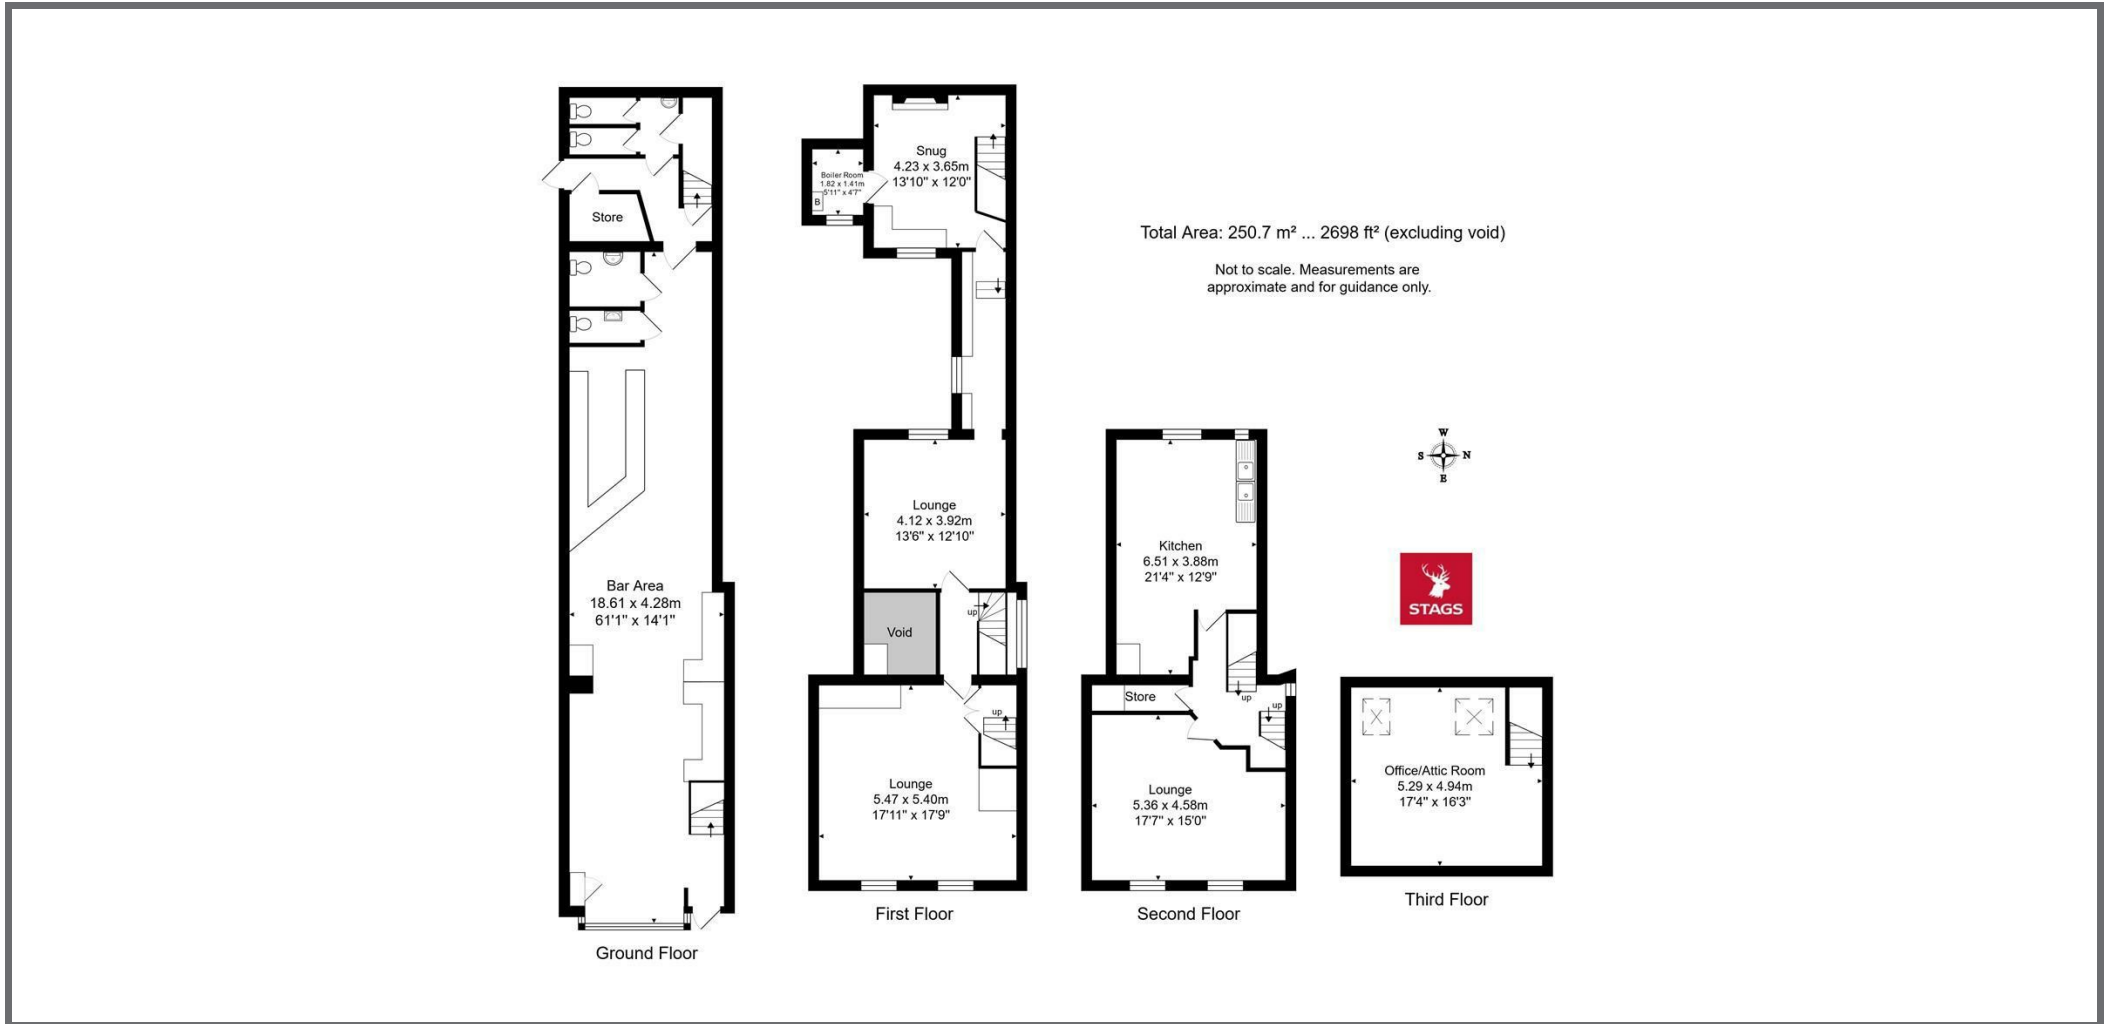 Store
Bar Area
18.61 x 4.28m
61'1" x 14'1"
Ground Floor
Snug
4.23 x 3.65m
13'10" x 12'0"
Boiler Room
1.82 x 1.41m
5'11" x 4'7"
B
Lounge
4.12 x 3.92m
13'6" x 12'10"
up
Void
up
Lounge
5.47 x 5.40m
17'11" x 17'9"
First Floor
Kitchen
6.51 x 3.88m
21'4" x 12'9"
Store
up
up
Lounge
5.36 x 4.58m
17'7" x 15'0"
Second Floor
Total Area: 250.7 m² ... 2698 ft² (excluding void)
Not to scale. Measurements are
approximate and for guidance only.
W
S N
E
STAGS
Office/Attic Room
5.29 x 4.94m
17'4" x 16'3"
Third Floor